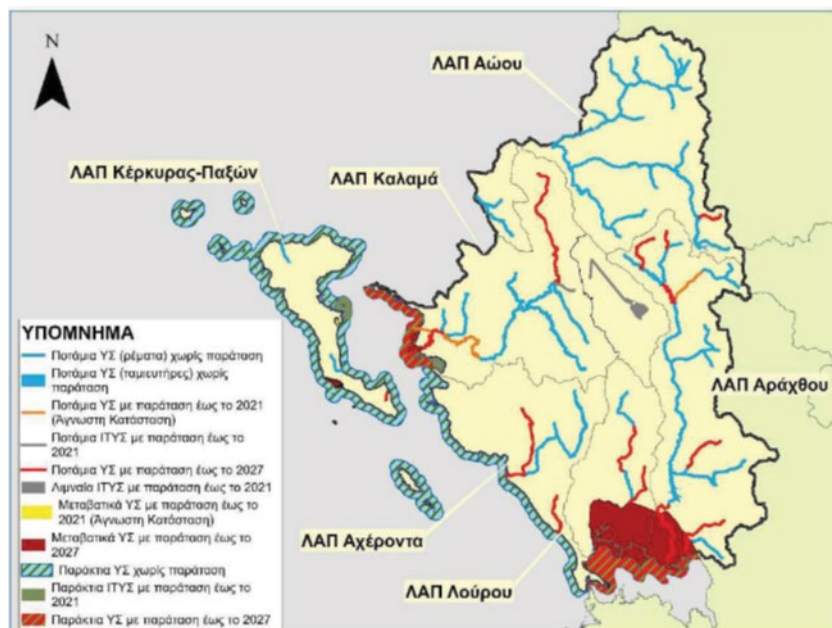 N
ΛΑΠ Αώου
ΛΑΠ Κέρκυρας-Παξών
ΛΑΠ Καλαμά
ΛΑΠ Αράχθου
ΛΑΠ Αχέροντα
ΛΑΠ Λούρου
ΥΠΟΜΝΗΜΑ
Ποτάμια ΥΣ (ρέματα) χωρίς παράταση
Ποτάμια ΥΣ (ταμιευτήρες) χωρίς
παράταση
Ποτάμια ΥΣ με παράταση έως το 2021
(Άγνωστη Κατάσταση)
Ποτάμια ΙΤΥΣ με παράταση έως το
2021
Ποτάμια ΥΣ με παράταση έως το 2027
Λιμναία ΙΤΥΣ με παράταση έως το 2021
Μεταβατικά ΥΣ με παράταση έως το
2021 (Άγνωστη Κατάσταση)
Μεταβατικά ΥΣ με παράταση έως το
2027
Παράκτια ΥΣ χωρίς παράταση
Παράκτια ΙΤΥΣ με παράταση έως το
2021
Παράκτια ΥΣ με παράταση έως το 2027